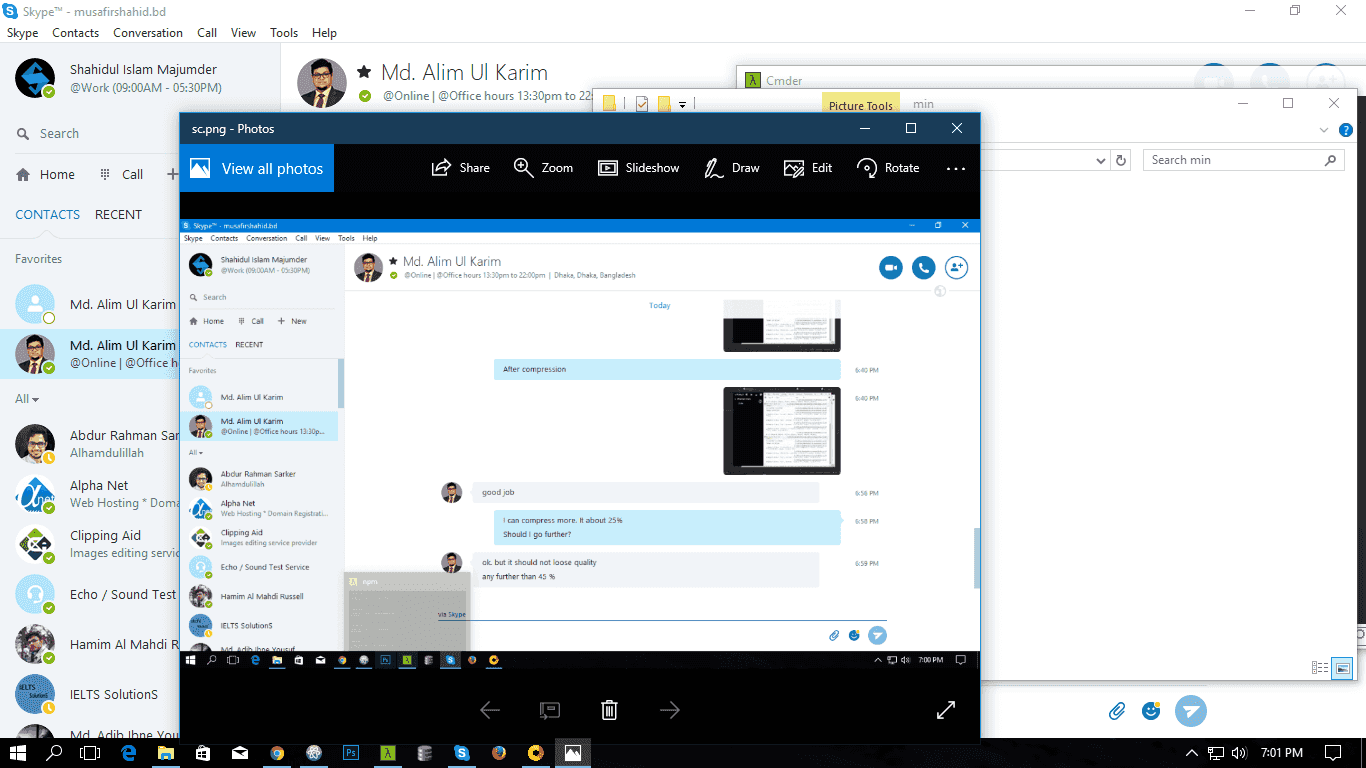 Skype™ - musafirshahid.bd
Skype Contacts Conversation Call View Tools Help
Shahidul Islam Majumder
@Work (09:00AM - 05:30PM)
Search
Home Call
CONTACTS RECENT
Favorites
Md. Alim Ul Karim
Md. Alim Ul Karim
@Online | @Office h
All
Abdur Rahman Sar
Alhamdulillah
Alpha Net
Web Hosting * Domain
Clipping Aid
Images editing service
Echo / Sound Test
Hamim Al Mahdi R
IELTS SolutionS
Md. Adib Ibne Yousuf
Md. Alim Ul Karim
@Online | @Office hours 13:30pm to 22:
Cmder
Picture Tools min
Search min
sc.png - Photos
View all photos
Share Zoom Slideshow Draw Edit Rotate
Skype™ - musafirshahid.bd
Skype Contacts Conversation Call View Tools Help
Shahidul Islam Majumder
@Work (09:00AM - 05:30PM)
Search
Home Call New
CONTACTS RECENT
Favorites
Md. Alim Ul Karim
Md. Alim Ul Karim
@Online | @Office hours 13:30p...
All
Abdur Rahman Sarker
Alhamdulillah
Alpha Net
Web Hosting * Domain Registrati...
Clipping Aid
Images editing service provider
Echo / Sound Test Service
Hamim Al Mahdi Russell
IELTS SolutionS
Md. Adib Ibne Yousuf
Md. Alim Ul Karim
@Online | @Office hours 13:30pm to 22:00pm | Dhaka, Dhaka, Bangladesh
Today
After compression 6:40 PM
6:40 PM
good job 6:58 PM
I can compress more. It about 25% 6:58 PM
Should I go further?
ok. but it should not loose quality 6:59 PM
any further than 45 %
npm
via Skype
7:00 PM
Ps
7:01 PM